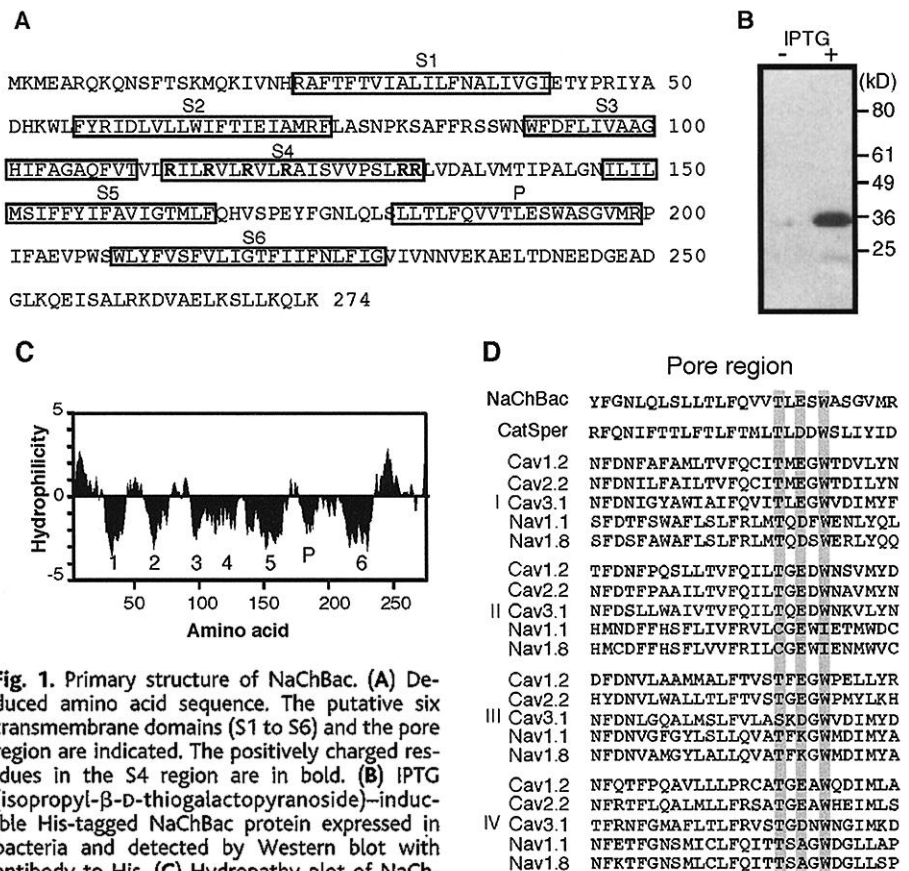 A
S1
MKMEARQKQNSFTSKMQKIVNHRAFTFTVIALILFNALIVGIETYPRIYA 50
S2 S3
DHKWLFYRIDLVLLWIFTIEIAMRFLASNPKSAFFRSSWNWFDFLIVAAG 100
S4
HIFAGAQFVTVLRILRVLRVLRAISVVPSLRRLVDALVMTIPALGNILIL 150
S5 P
MSIFFYIFAVIGTMLFQHVSPEYFGNLQLSLLTLFQVVTLESWASGVMRP 200
S6
IFAEVPWSWLYFVSFVLIGTFIIFNLFIGVIVNNVEKAELTDNEEDGEAD 250
GLKQEISALRKDVAELKSLLKQLK 274
B
IPTG
- +
(kD)
80
61
49
36
25
C
5
0
-5
Hydrophilicity
1 2 3 4 5 P 6
50 100 150 200 250
Amino acid
Fig. 1. Primary structure of NaChBac. (A) De-
duced amino acid sequence. The putative six
transmembrane domains (S1 to S6) and the pore
region are indicated. The positively charged res-
dues in the S4 region are in bold. (B) IPTG
(isopropyl-β-D-thiogalactopyranoside)–induc-
ble His-tagged NaChBac protein expressed in
bacteria and detected by Western blot with
antibody to His. (C) Hydropathy plot of NaCh-
D
Pore region
NaChBac YFGNLQLSLLTLFQVVTLESWASGVMR
CatSper RFQNIFTTLFTLFTMLTLDDWSLIYID
Cav1.2 NFDNFAFAMLTVFQCITMEGWTDVLYN
Cav2.2 NFDNILFAILTVFQCITMEGWTDILYN
I Cav3.1 NFDNIGYAWIAIFQVITLEGWVDIMYF
Nav1.1 SFDTFSWAFLSLFRLMTQDFWENLYQL
Nav1.8 SFDSFAWAFLSLFRLMTQDSWERLYQQ
Cav1.2 TFDNFPQSLLTVFQILTGEDWNSVMYD
Cav2.2 NFDTFPAAILTVFQILTGEDWNAVMYH
II Cav3.1 NFDSLLWAIVTVFQILTQEDWNKVLYN
Nav1.1 HMNDFFHSFLIVFRVLCGEWIETMWDC
Nav1.8 HMCDFFHSFLVVFRILCGEWIENMWVC
Cav1.2 DFDNVLAAMMALFTVSTFEGWPELLYR
Cav2.2 HYDNVLWALLTLFTVSTGEGWPMYLKH
III Cav3.1 NFDNLGQALMSLFVLASKDGWVDIMYD
Nav1.1 NFDNVGFGYLSLLQVATFKGWMDIMYA
Nav1.8 NFDNVAMGYLALLQVATFKGWMDIMYA
Cav1.2 NFQTFPQAVLLLPRCATGEAWQDIMLA
Cav2.2 NFRTFLQALMLLFRSATGEAWHEIMLS
IV Cav3.1 TFRNFGMAFLTLFRVSTGDNWNGIMKD
Nav1.1 NFETFGNSMICLFQITTSAGWDGLLAP
Nav1.8 NFKTFGNSMLCLFQITTSAGWDGLLSP